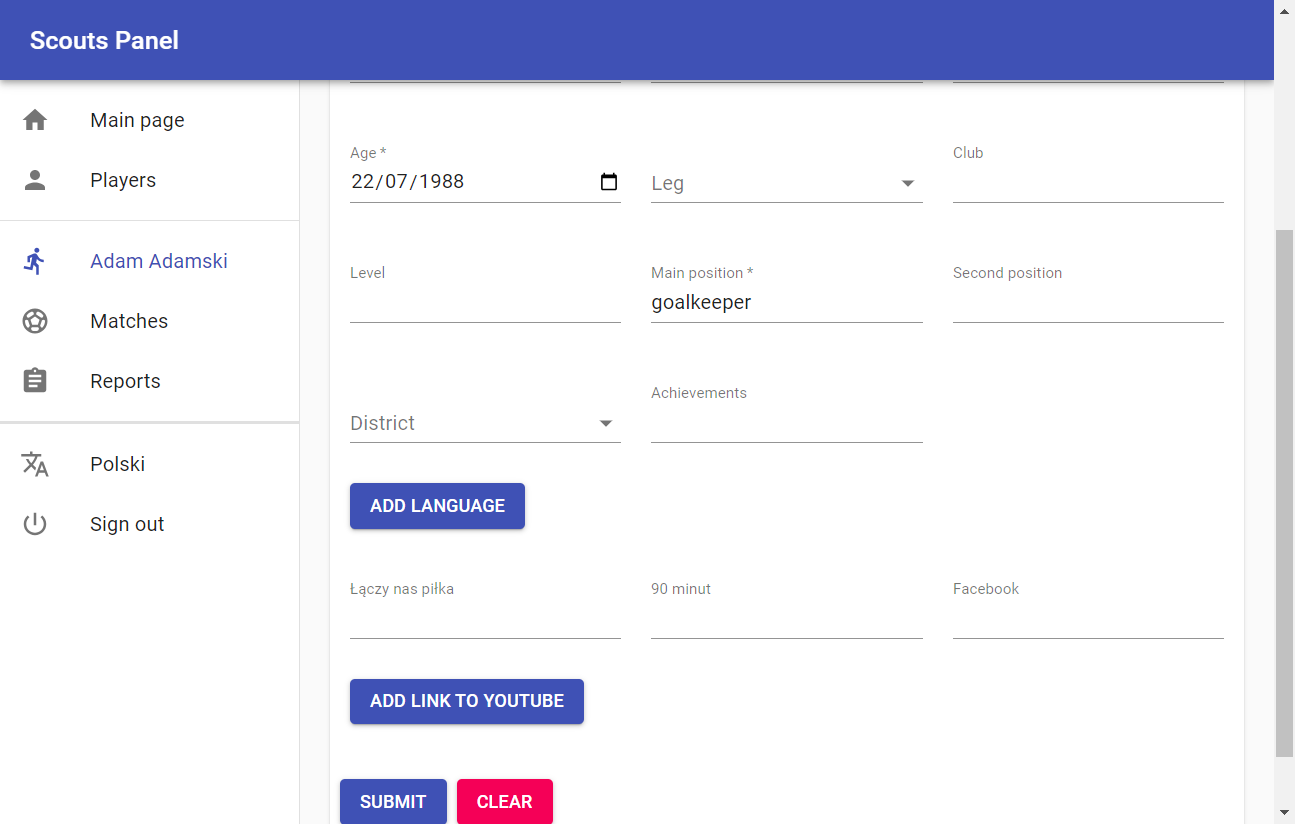 Scouts Panel
Main page
Players
Adam Adamski
Matches
Reports
Polski
Sign out
Age *
22/07/1988
Leg
Club
Level
Main position *
goalkeeper
Second position
District
Achievements
ADD LANGUAGE
Łączy nas piłka
90 minut
Facebook
ADD LINK TO YOUTUBE
SUBMIT
CLEAR